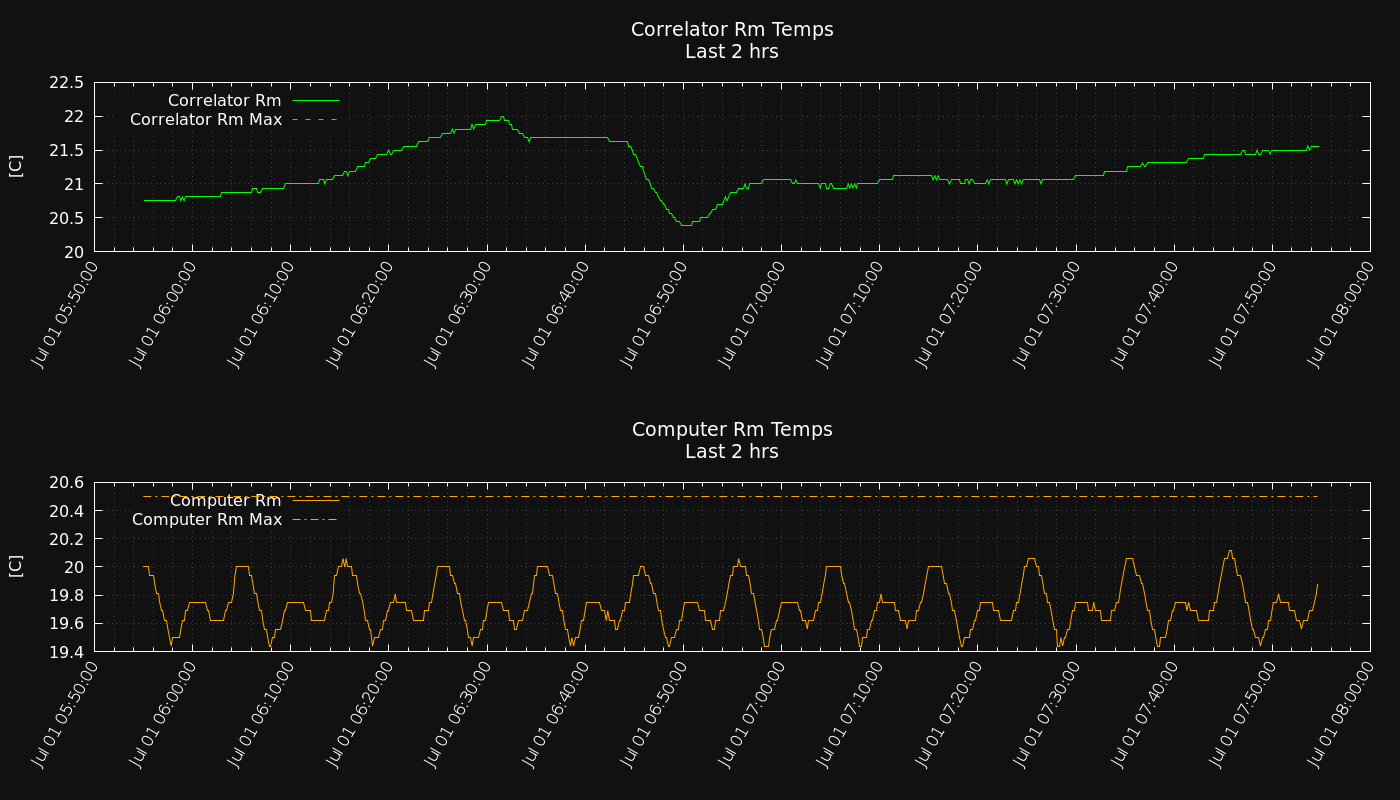 Correlator Rm Temps
Last 2 hrs
22.5
22
21.5
21
20.5
20
[C]
Correlator Rm
Correlator Rm Max
Jul 01 05:50:00
Jul 01 06:00:00
Jul 01 06:10:00
Jul 01 06:20:00
Jul 01 06:30:00
Jul 01 06:40:00
Jul 01 06:50:00
Jul 01 07:00:00
Jul 01 07:10:00
Jul 01 07:20:00
Jul 01 07:30:00
Jul 01 07:40:00
Jul 01 07:50:00
Jul 01 08:00:00
Computer Rm Temps
Last 2 hrs
20.6
20.4
20.2
20
19.8
19.6
19.4
[C]
Computer Rm
Computer Rm Max
Jul 01 05:50:00
Jul 01 06:00:00
Jul 01 06:10:00
Jul 01 06:20:00
Jul 01 06:30:00
Jul 01 06:40:00
Jul 01 06:50:00
Jul 01 07:00:00
Jul 01 07:10:00
Jul 01 07:20:00
Jul 01 07:30:00
Jul 01 07:40:00
Jul 01 07:50:00
Jul 01 08:00:00